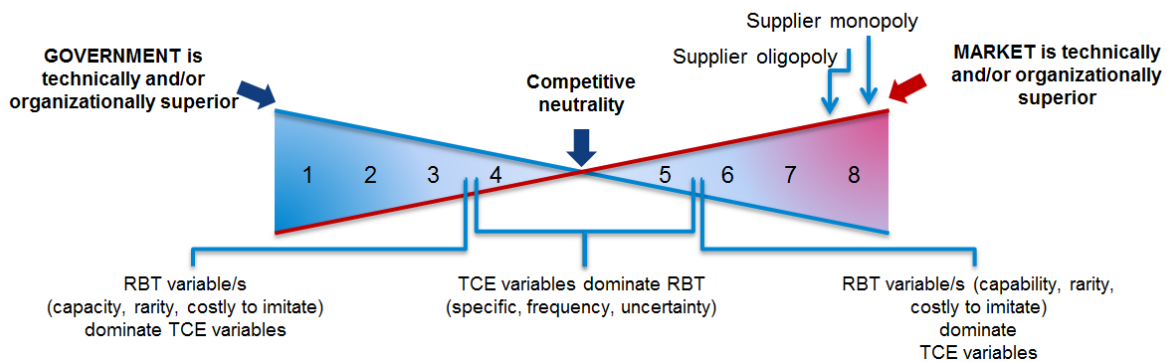 Supplier monopoly
GOVERNMENT is
technically and/or
organizationally superior
Supplier oligopoly
MARKET is technically
and/or organizationally
superior
Competitive
neutrality
1 2 3 4 5 6 7 8
RBT variable/s
(capacity, rarity, costly to imitate)
dominate TCE variables
TCE variables dominate RBT
(specific, frequency, uncertainty)
RBT variable/s (capability, rarity,
costly to imitate)
dominate
TCE variables